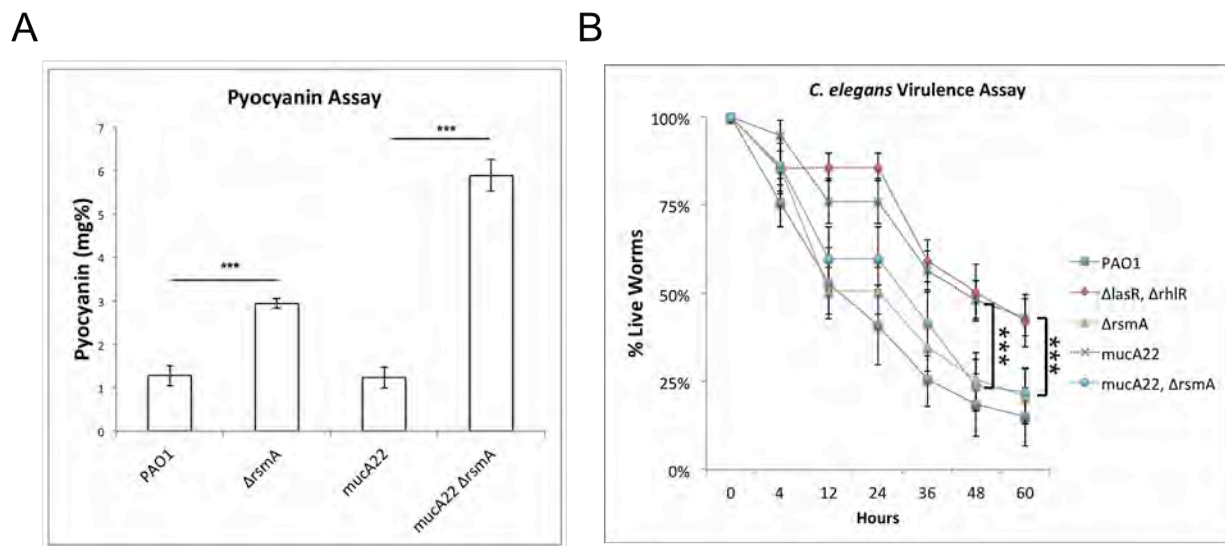 A
Pyocyanin Assay
Pyocyanin (mg%)
7
6
5
4
3
2
1
0
***
***
PAO1
ΔrsmA
mucA22
mucA22 ΔrsmA
B
C. elegans Virulence Assay
% Live Worms
100%
75%
50%
25%
0%
0 4 12 24 36 48 60
Hours
***
***
PAO1
ΔlasR, ΔrhlR
ΔrsmA
mucA22
mucA22, ΔrsmA